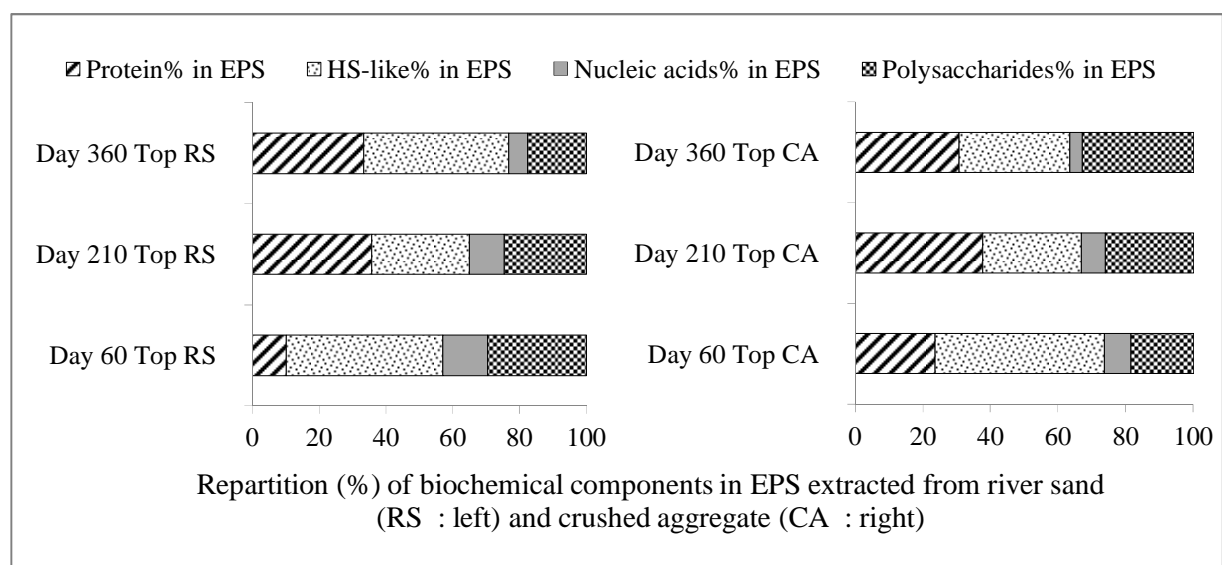 Protein% in EPS HS-like% in EPS Nucleic acids% in EPS Polysaccharides% in EPS
Day 360 Top RS
Day 210 Top RS
Day 60 Top RS
0 20 40 60 80 100
Day 360 Top CA
Day 210 Top CA
Day 60 Top CA
0 20 40 60 80 100
Repartition (%) of biochemical components in EPS extracted from river sand
(RS : left) and crushed aggregate (CA : right)